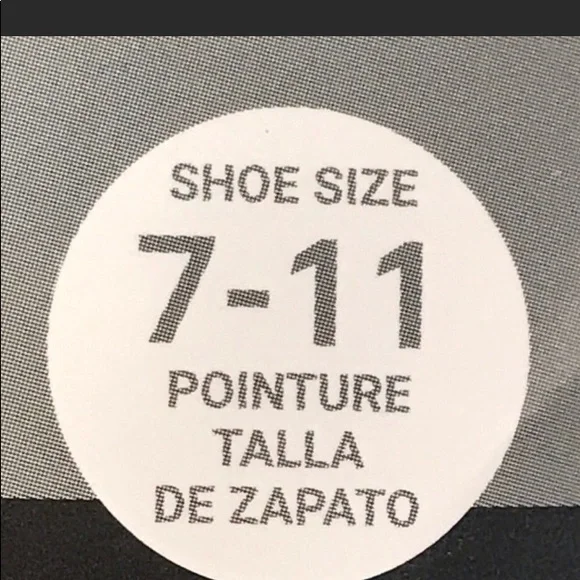 SHOE SIZE
7-11
POINTURE
TALLA
DE ZAPATO